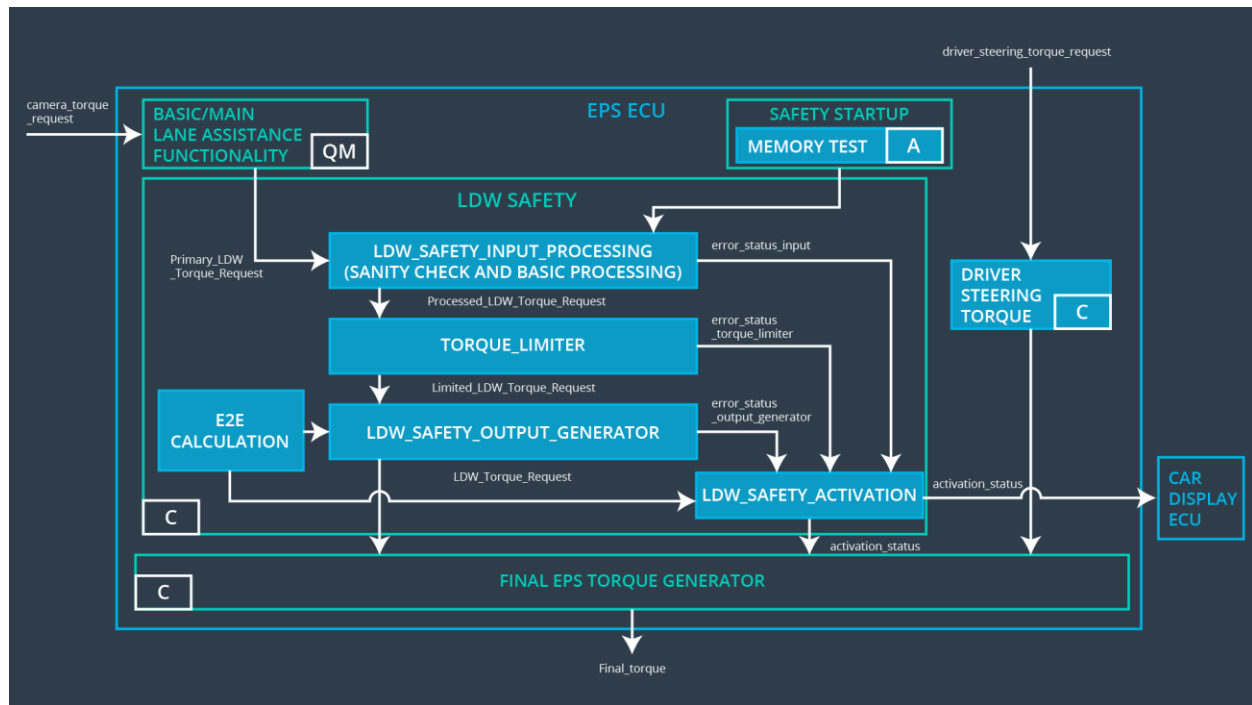 driver_steering_torque_request
camera_torque
_request
EPS ECU
BASIC/MAIN
LANE ASSISTANCE
FUNCTIONALITY
QM
SAFETY STARTUP
MEMORY TEST
A
LDW SAFETY
Primary_LDW
_Torque_Request
LDW_SAFETY_INPUT_PROCESSING
(SANITY CHECK AND BASIC PROCESSING)
error_status_input
DRIVER
STEERING
TORQUE
C
Processed_LDW_Torque_Request
TORQUE_LIMITER
error_status
_torque_limiter
Limited_LDW_Torque_Request
E2E
CALCULATION
LDW_SAFETY_OUTPUT_GENERATOR
error_status
_output_generator
LDW_Torque_Request
LDW_SAFETY_ACTIVATION
activation_status
CAR
DISPLAY
ECU
C
activation_status
FINAL EPS TORQUE GENERATOR
C
Final_torque